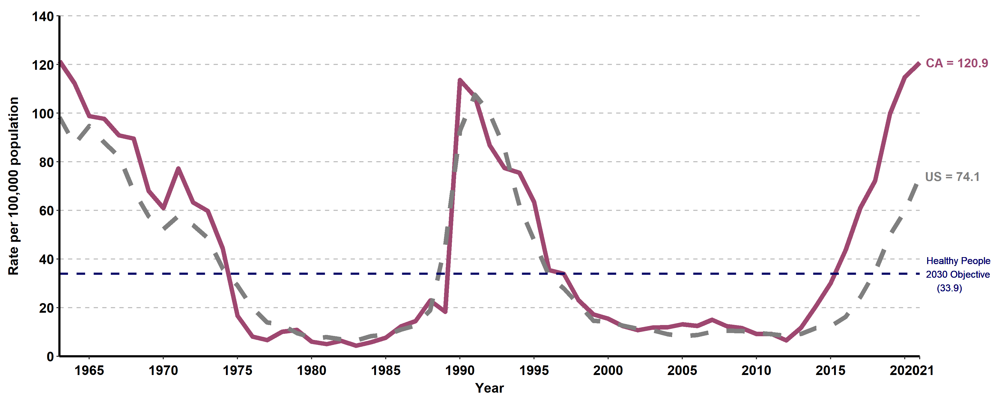 140
120
100
80
60
40
20
0
Rate per 100,000 population
CA = 120.9
US = 74.1
Healthy People
2030 Objective
(33.9)
1965 1970 1975 1980 1985 1990 1995 2000 2005 2010 2015 202021
Year